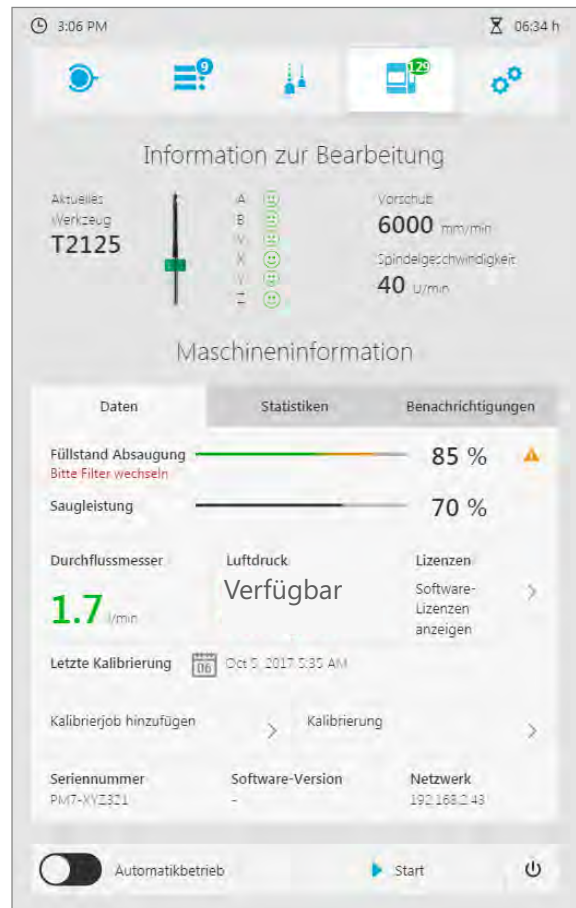 3:06 PM
06:34 h
9
129
Information zur Bearbeitung
Aktuelles
Werkzeug
T2125
A
B
V
X
Y
Z
Vorschub
6000 mm/min
Spindelgeschwindigkeit
40 U/min
Maschineninformation
Daten
Statistiken
Benachrichtigungen
Füllstand Absaugung
85 %
Bitte Filter wechseln
Saugleistung
70 %
Durchflussmesser
1.7 l/min
Luftdruck
Verfügbar
Lizenzen
Software-
Lizenzen
anzeigen
Letzte Kalibrierung
06
Oct 5, 2017 5:35 AM
Kalibrierjob hinzufügen
Kalibrierung
Seriennummer
PM7-XYZ321
Software-Version
-
Netzwerk
192.168.2.43
Automatikbetrieb
Start